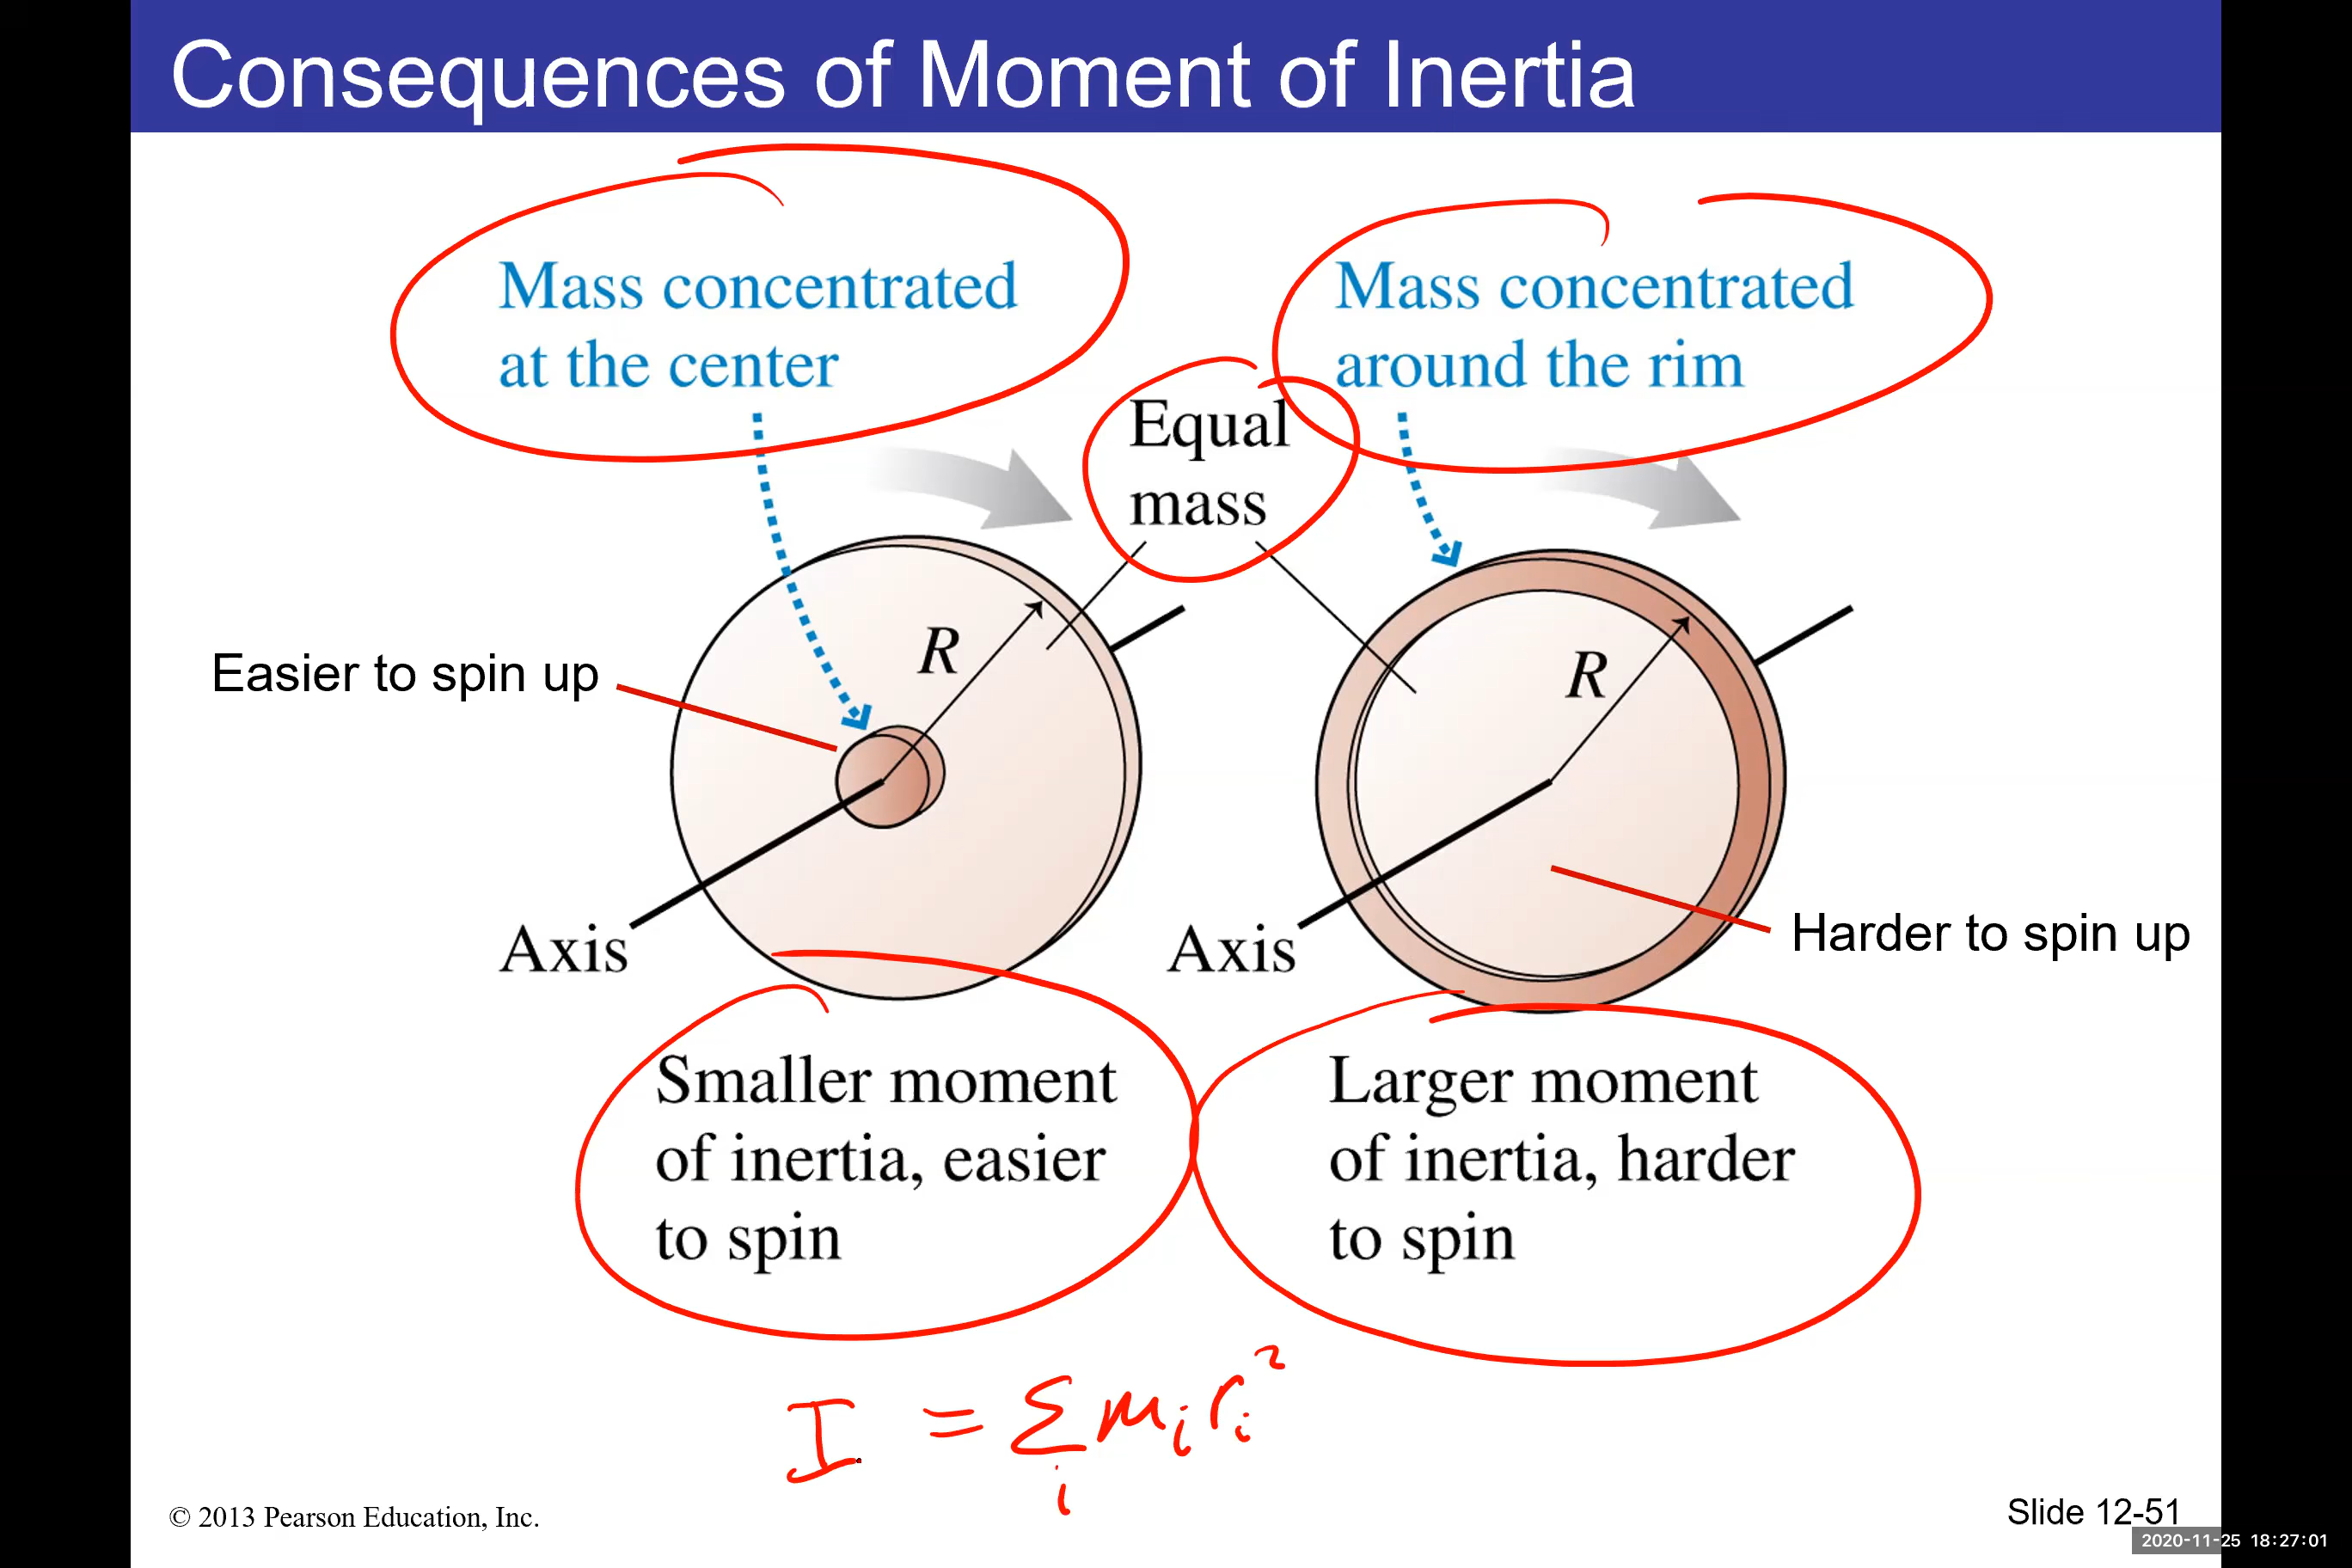 Consequences of Moment of Inertia
Mass concentrated
at the center
Mass concentrated
around the rim
Equal
mass
R
R
Easier to spin up
Axis
Axis
Harder to spin up
Smaller moment
of inertia, easier
to spin
Larger moment
of inertia, harder
to spin
I = Σ mᵢ rᵢ²
i
© 2013 Pearson Education, Inc.
Slide 12-51
2020-11-25 18:27:01